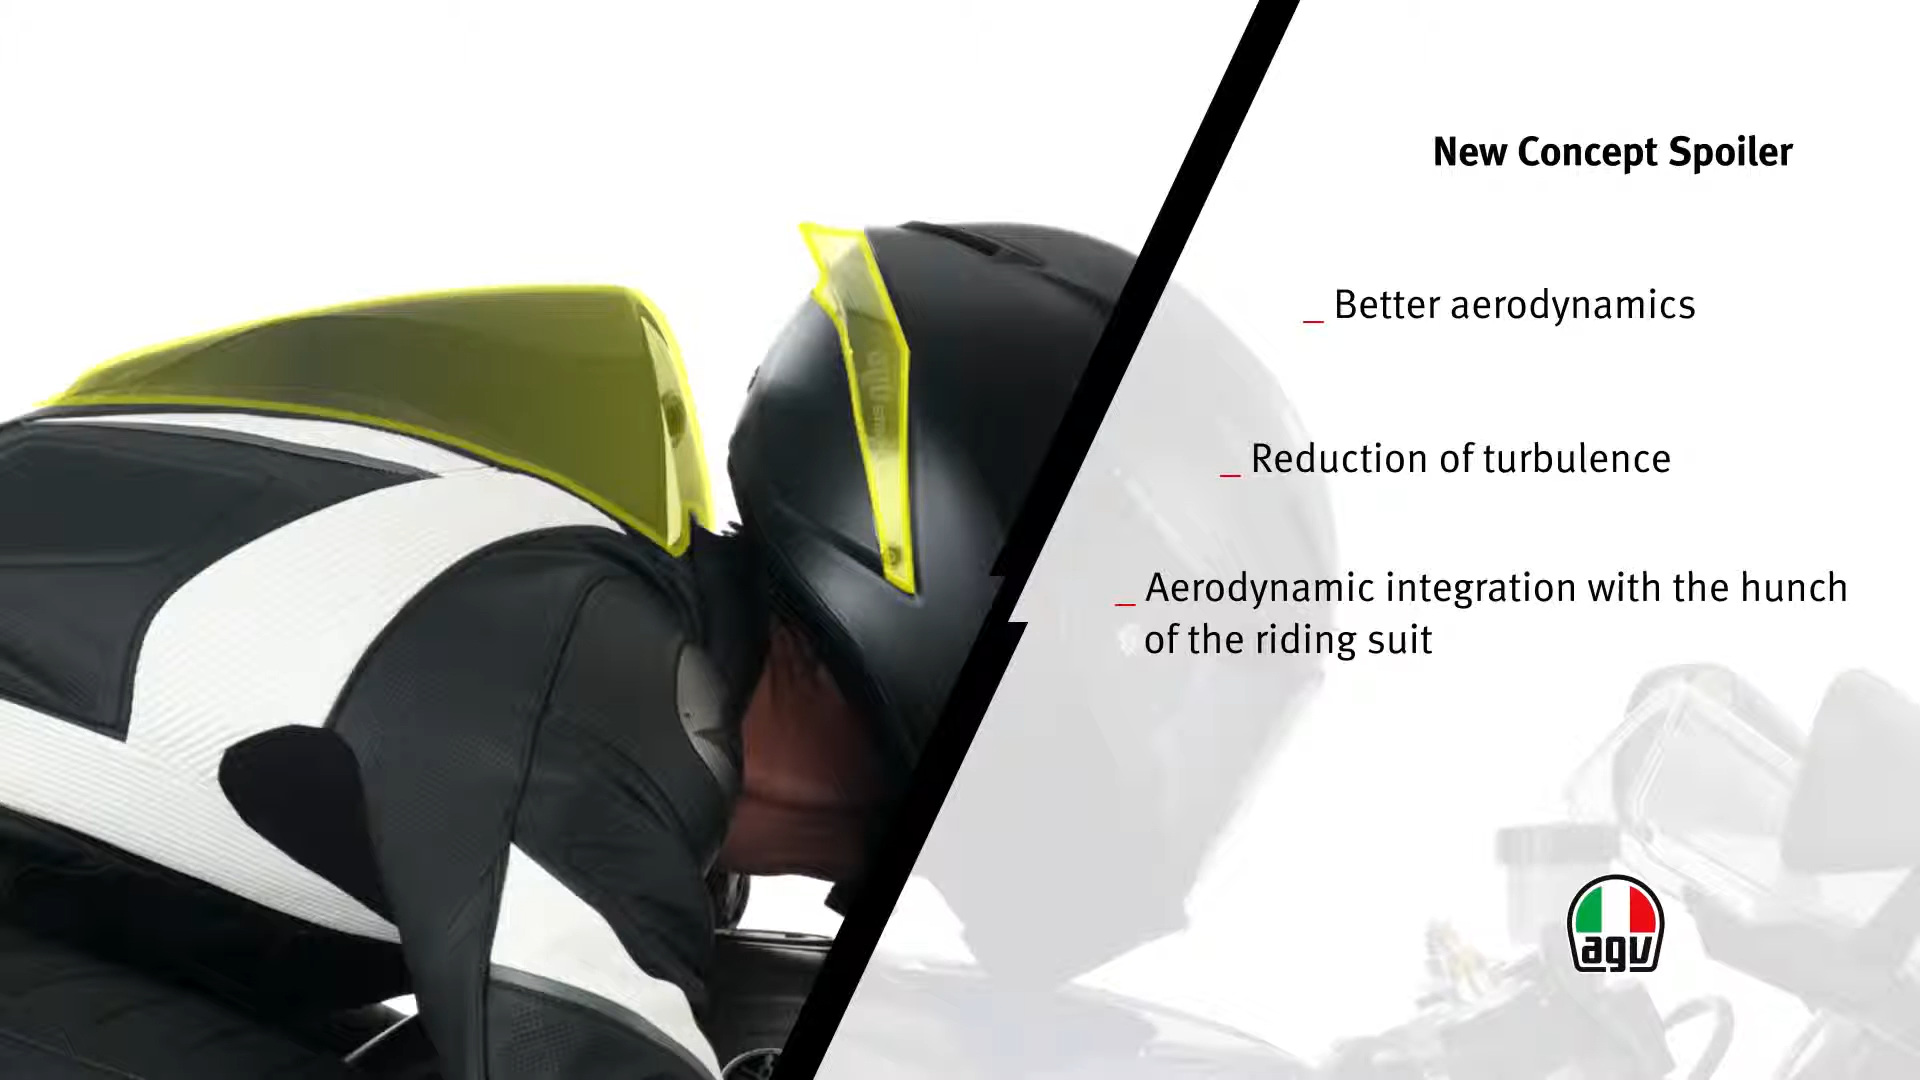 New Concept Spoiler
_ Better aerodynamics
_ Reduction of turbulence
_ Aerodynamic integration with the hunch
of the riding suit
agv